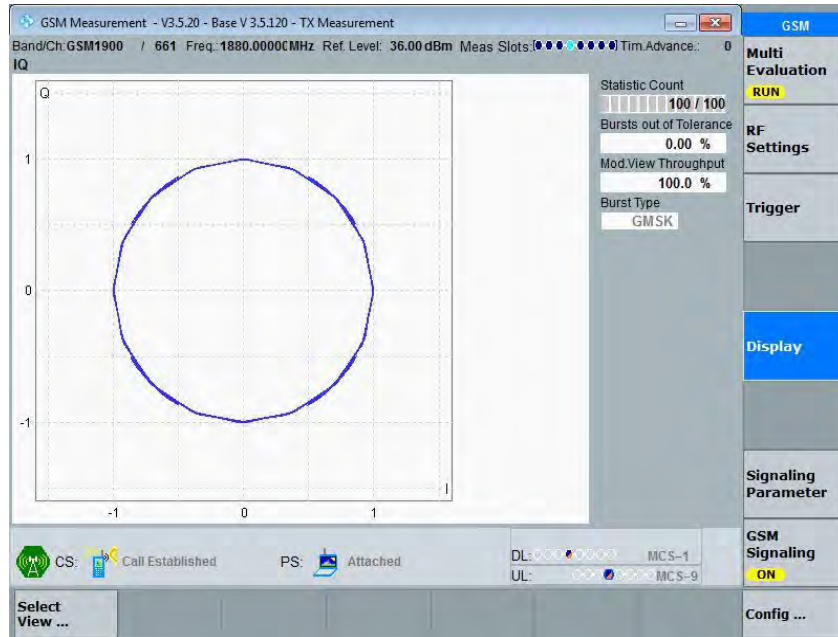 GSM Measurement - V3.5.20 - Base V 3.5.120 - TX Measurement
GSM
Band/Ch: GSM1900 / 661 Freq.: 1880.0000 MHz Ref. Level: 36.00 dBm Meas Slots: Tim.Advance.: 0
IQ
Multi
Evaluation
RUN
RF
Settings
Trigger
Display
Signaling
Parameter
GSM
Signaling
ON
Config ...
Statistic Count
100 / 100
Bursts out of Tolerance
0.00 %
Mod.View Throughput
100.0 %
Burst Type
GMSK
Q
1
0
-1
I
-1 0 1
CS: Call Established PS: Attached
DL: MCS-1
UL: MCS-9
Select
View ...